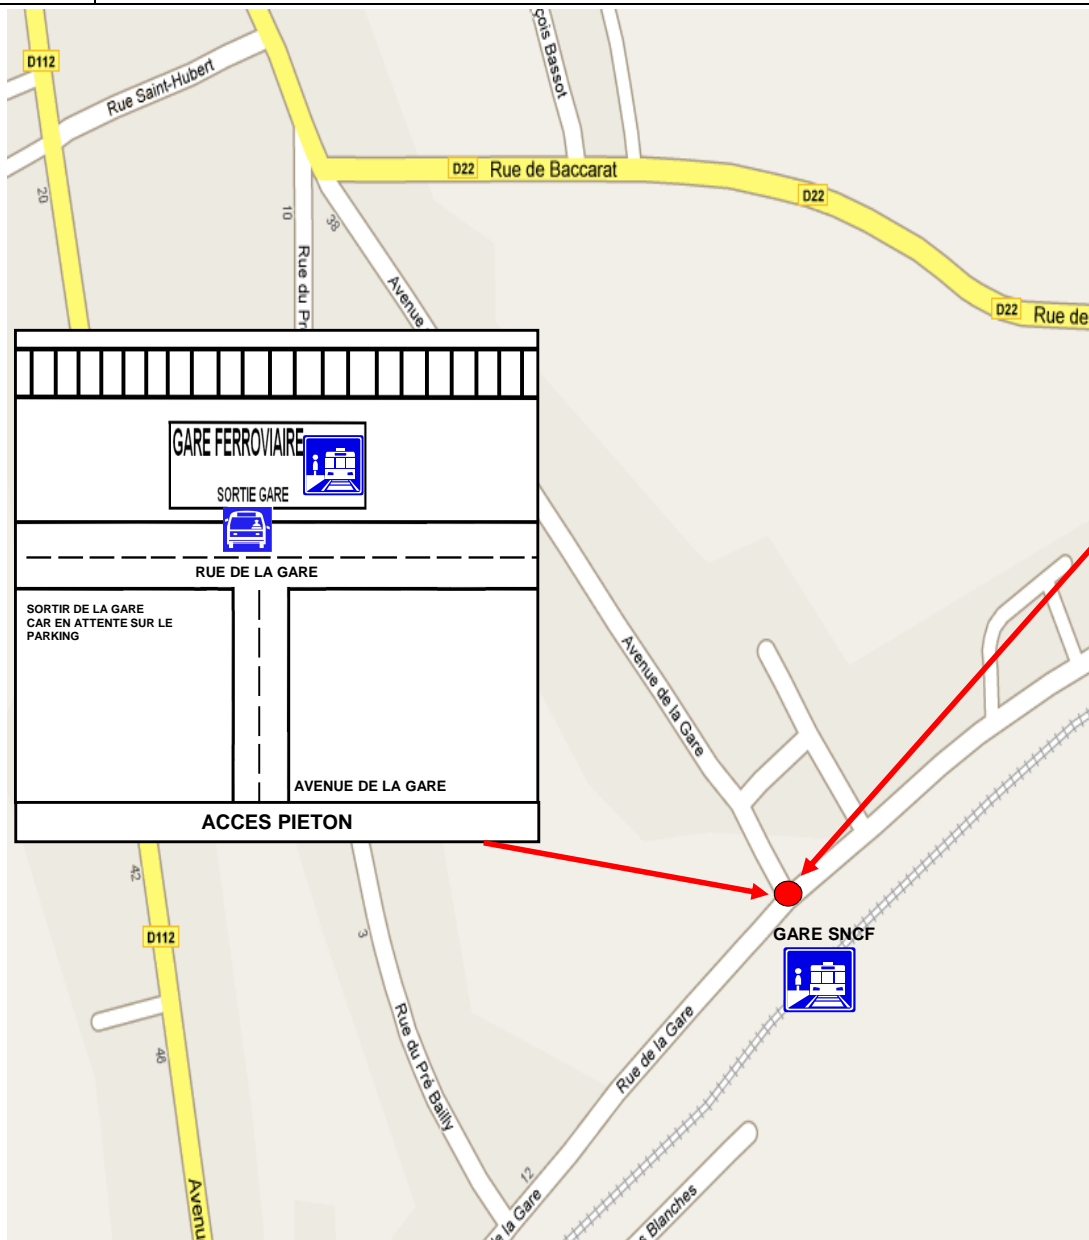 çois Bassot
D112
Rue Saint-Hubert
D22
Rue de Baccarat
D22
20
10
38
Rue du Pr
Avenue
D22
Rue de
GARE FERROVIAIRE
SORTIE GARE
RUE DE LA GARE
SORTIR DE LA GARE
CAR EN ATTENTE SUR LE
PARKING
Avenue de la Gare
AVENUE DE LA GARE
ACCES PIETON
42
D112
3
GARE SNCF
46
Rue du Pré Bailly
Rue de la Gare
12
de la Gare
s Blanches
Avenu